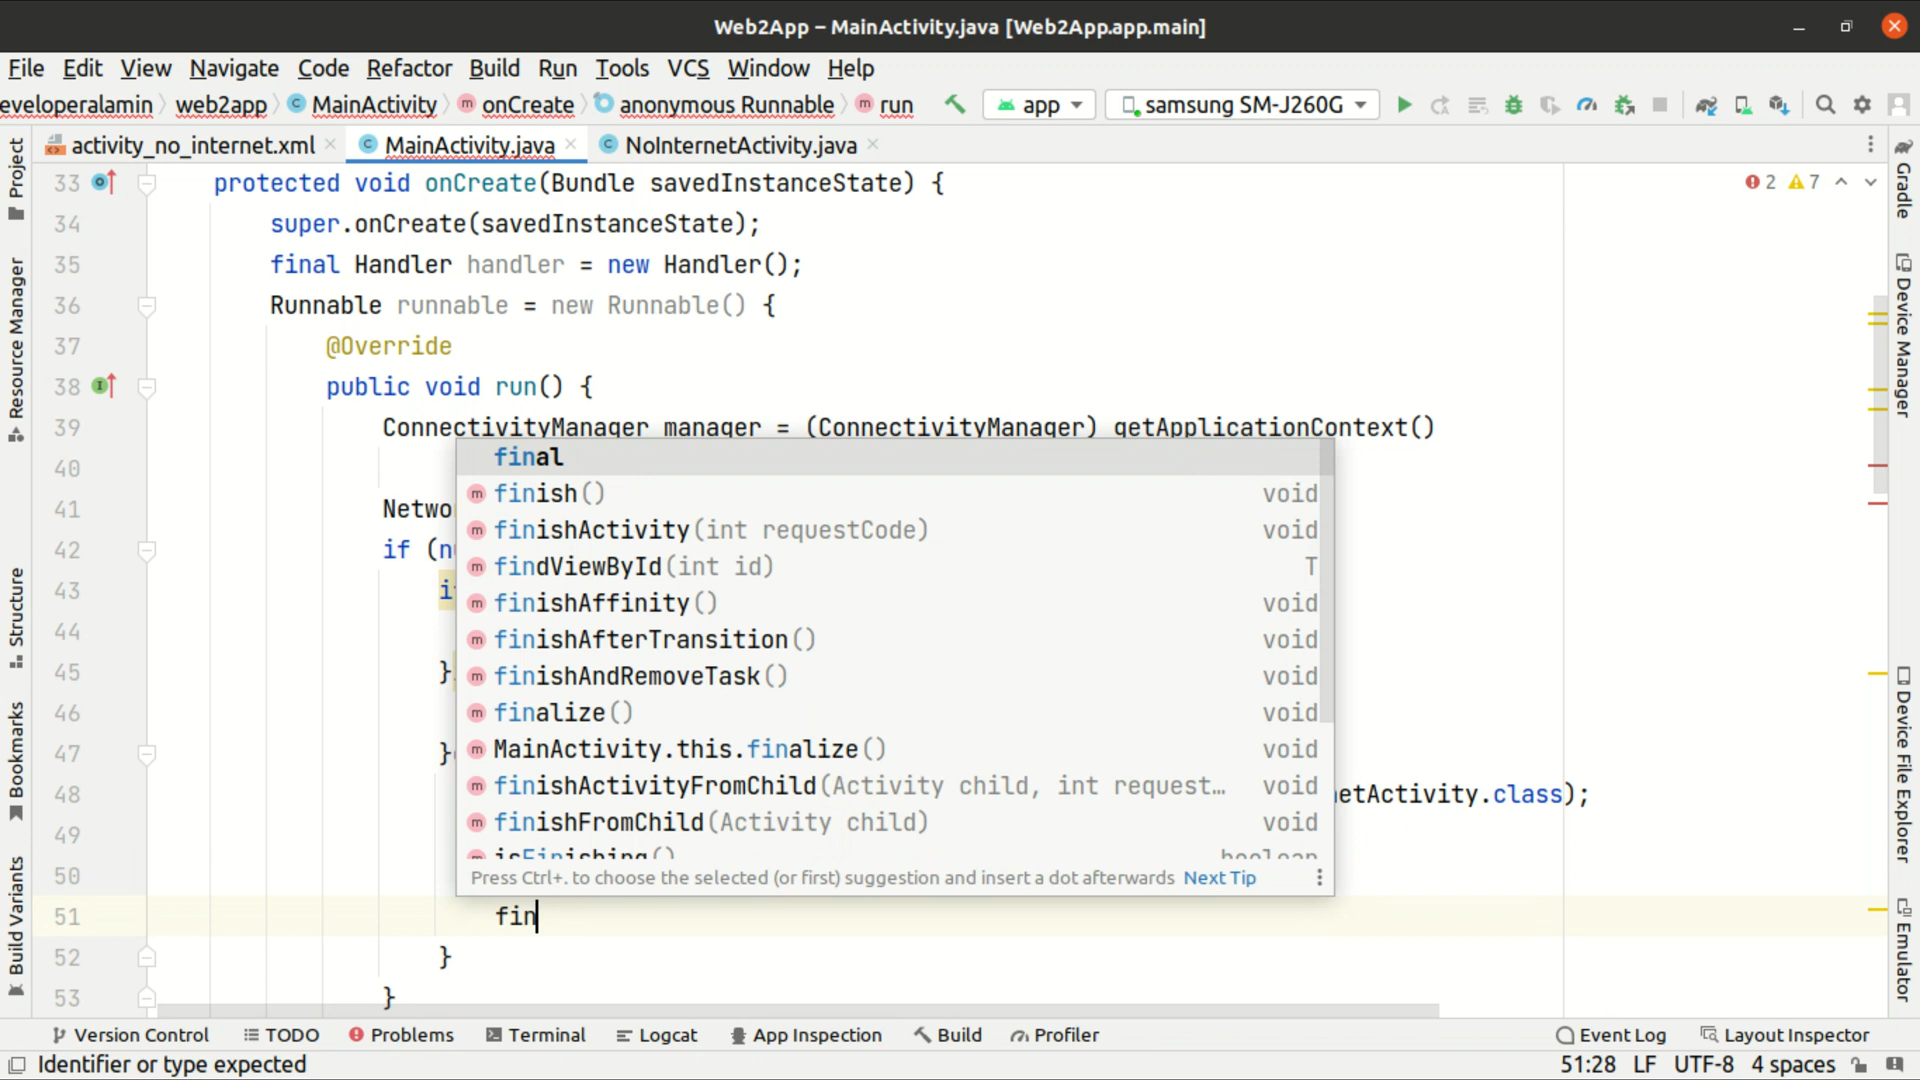 Web2App – MainActivity.java [Web2App.app.main]
File Edit View Navigate Code Refactor Build Run Tools VCS Window Help
eveloperalamin web2app MainActivity onCreate anonymous Runnable run app samsung SM-J260G
activity_no_internet.xml MainActivity.java NoInternetActivity.java
Project
Resource Manager
Structure
Bookmarks
Build Variants
2 7
33 protected void onCreate(Bundle savedInstanceState) {
34 super.onCreate(savedInstanceState);
35 final Handler handler = new Handler();
36 Runnable runnable = new Runnable() {
37 @Override
38 public void run() {
39 ConnectivityManager manager = (ConnectivityManager) getApplicationContext()
40
41 Netwo
42 if (n
43 i
44
45 }
46
47 }
48 etActivity.class);
49
50
51 fin
52 }
53 }
final
finish() void
finishActivity(int requestCode) void
findViewById(int id) T
finishAffinity() void
finishAfterTransition() void
finishAndRemoveTask() void
finalize() void
MainActivity.this.finalize() void
finishActivityFromChild(Activity child, int request… void
finishFromChild(Activity child) void
isFinishing() boolean
Press Ctrl+. to choose the selected (or first) suggestion and insert a dot afterwards Next Tip
Gradle
Device Manager
Device File Explorer
Emulator
Version Control TODO Problems Terminal Logcat App Inspection Build Profiler Event Log Layout Inspector
Identifier or type expected 51:28 LF UTF-8 4 spaces